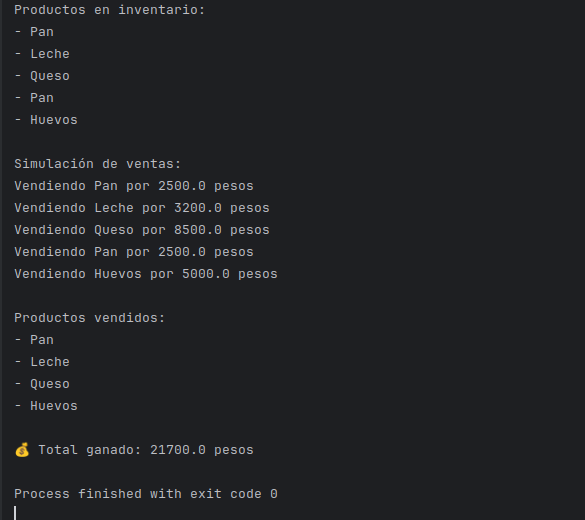 Productos en inventario:
- Pan
- Leche
- Queso
- Pan
- Huevos

Simulación de ventas:
Vendiendo Pan por 2500.0 pesos
Vendiendo Leche por 3200.0 pesos
Vendiendo Queso por 8500.0 pesos
Vendiendo Pan por 2500.0 pesos
Vendiendo Huevos por 5000.0 pesos

Productos vendidos:
- Pan
- Leche
- Queso
- Huevos

💰 Total ganado: 21700.0 pesos

Process finished with exit code 0